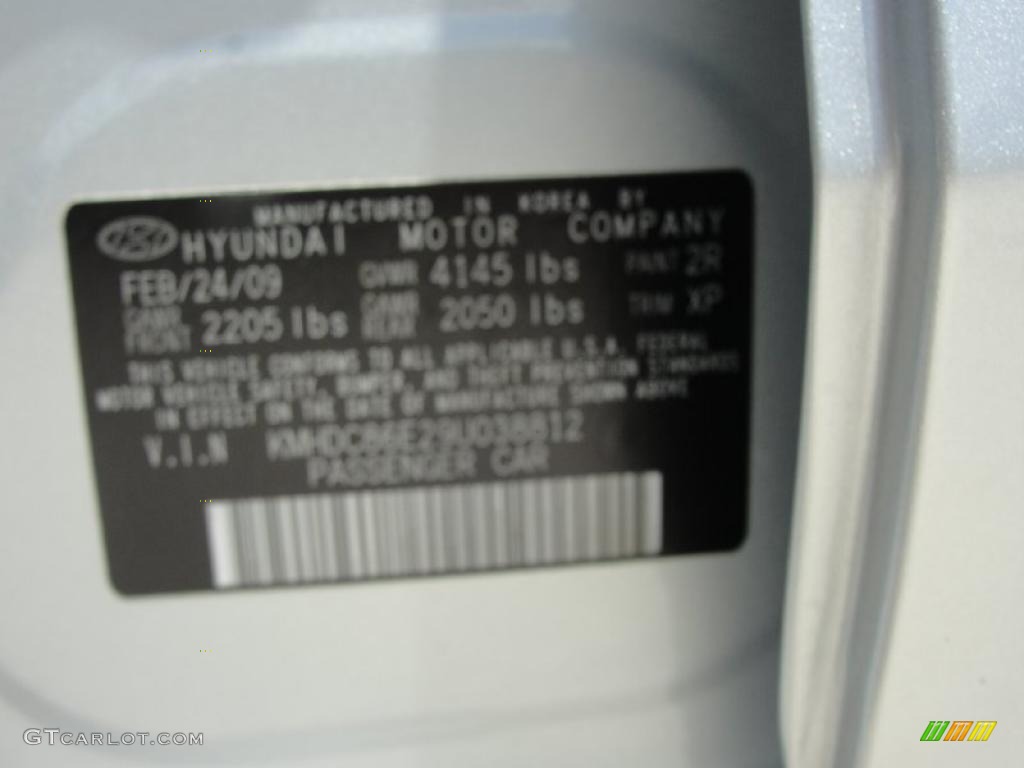 MANUFACTURED IN KOREA BY
HYUNDAI MOTOR COMPANY
FEB/24/09 GVWR 4145 lbs PAINT 2R
GAWR FRONT 2205 lbs GAWR REAR 2050 lbs TRIM XP
THIS VEHICLE CONFORMS TO ALL APPLICABLE U.S.A. FEDERAL
MOTOR VEHICLE SAFETY, BUMPER, AND THEFT PREVENTION STANDARDS
IN EFFECT ON THE DATE OF MANUFACTURE SHOWN ABOVE
V.I.N KMHDC86E29U038812
PASSENGER CAR
GTCARLOT.COM